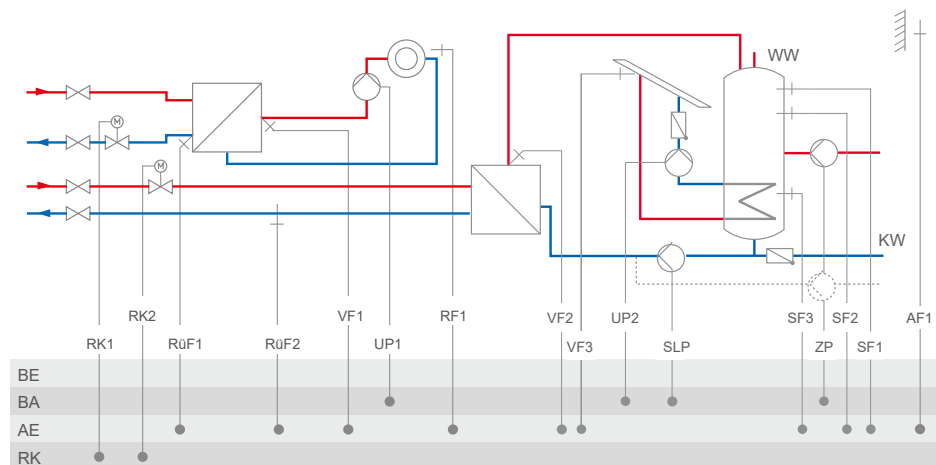 WW
M
M
KW
RK2 VF1 RF1 VF2 UP2 SF3 SF2 AF1
RK1 RüF1 RüF2 UP1 VF3 SLP ZP SF1
BE
BA
AE
RK